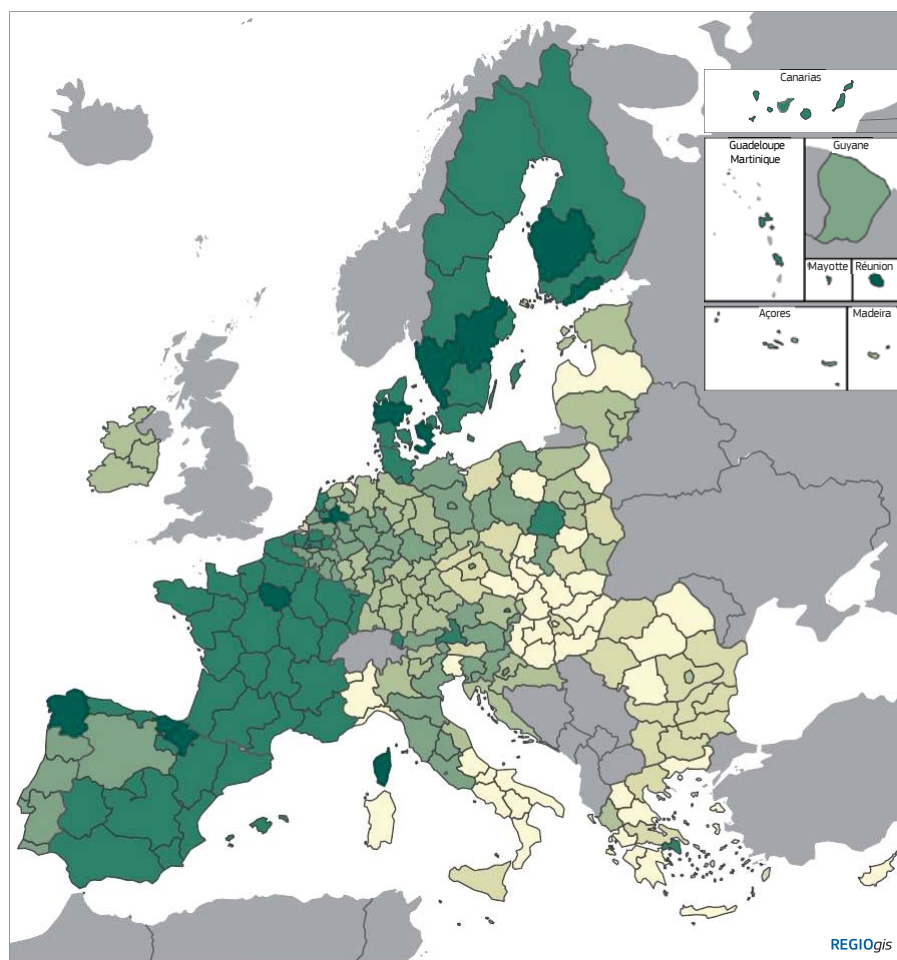 Canarias
Guadeloupe
Martinique
Guyane
Mayotte
Réunion
Açores
Madeira
REGIOgis